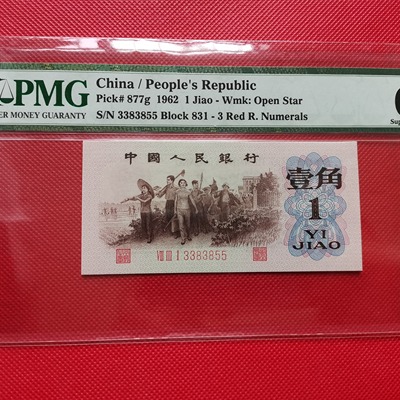 PMG
China / People's Republic
Pick# 877g 1962 1 Jiao - Wmk: Open Star
S/N 3383855 Block 831 - 3 Red R. Numerals
ER MONEY GUARANTY
中國人民銀行
壹角
1
YI
JIAO
VIII III I 3383855